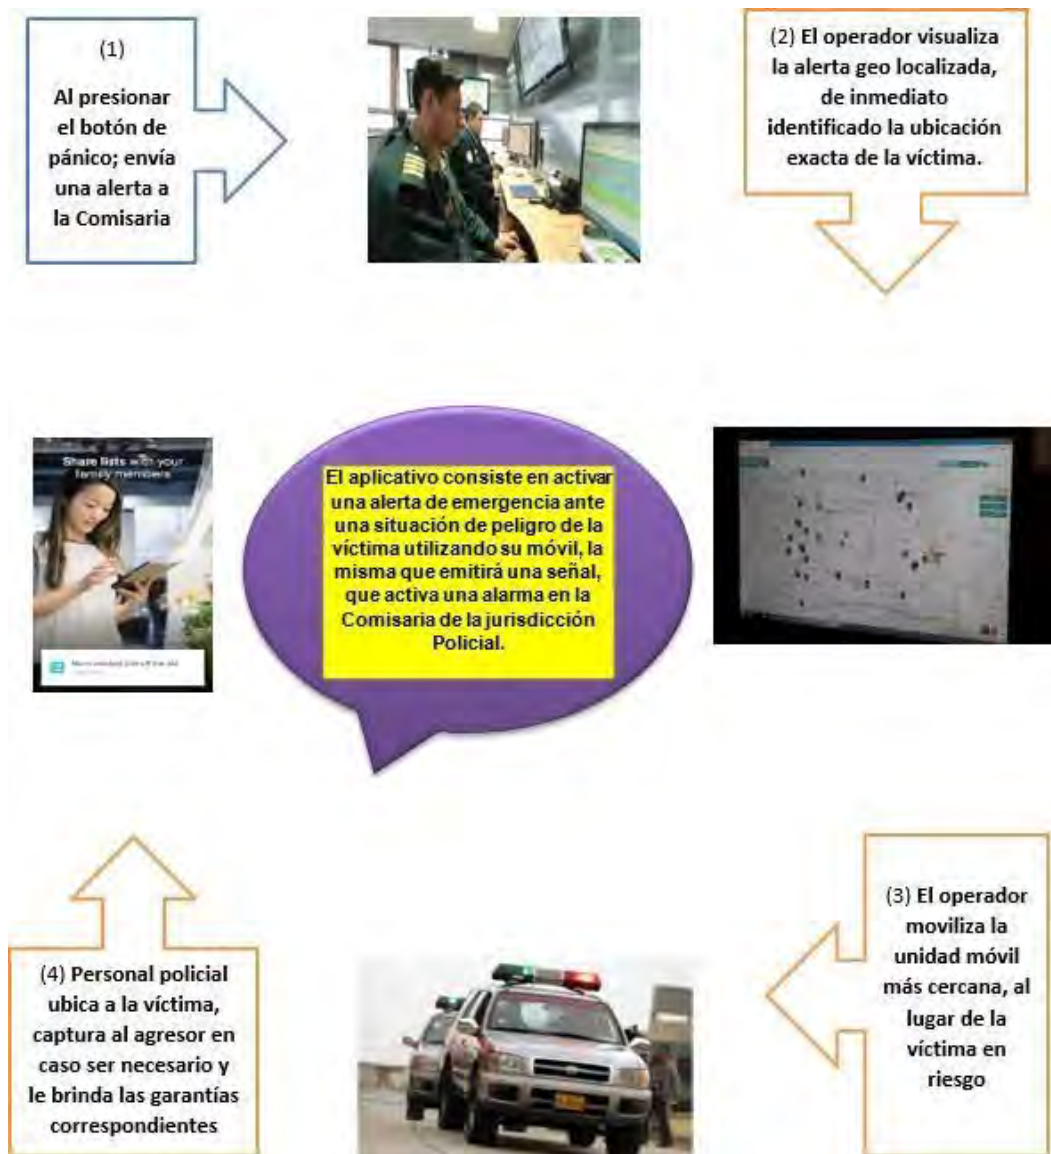 (1)
Al presionar
el botón de
pánico; envía
una alerta a
la Comisaria
(2) El operador visualiza
la alerta geo localizada,
de inmediato
identificado la ubicación
exacta de la víctima.
Share lists with your
family members
El aplicativo consiste en activar
una alerta de emergencia ante
una situación de peligro de la
víctima utilizando su móvil, la
misma que emitirá una señal,
que activa una alarma en la
Comisaria de la jurisdicción
Policial.
(3) El operador
moviliza la
unidad móvil
más cercana, al
lugar de la
víctima en
riesgo
(4) Personal policial
ubica a la víctima,
captura al agresor en
caso ser necesario y
le brinda las garantías
correspondientes